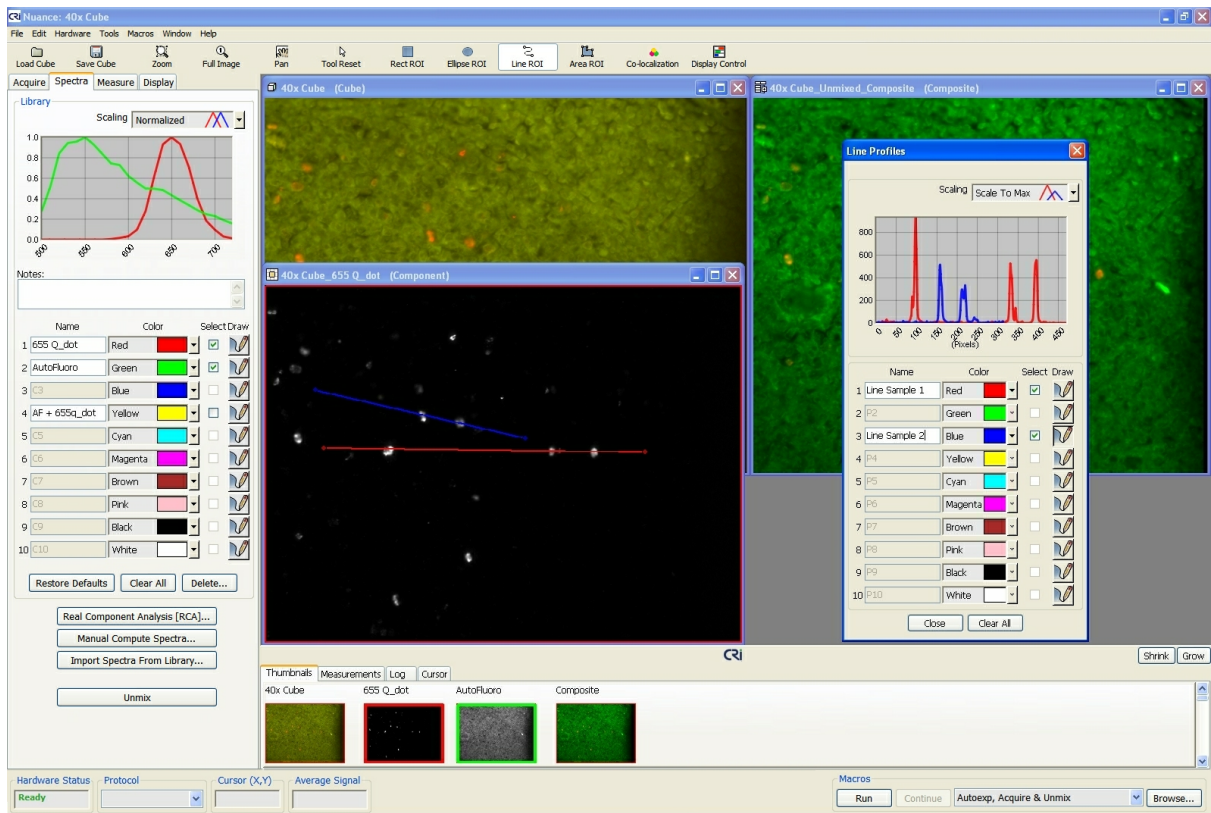 CRi Nuance: 40x Cube
File Edit Hardware Tools Macros Window Help
Load Cube Save Cube Zoom Full Image Pan Tool Reset Rect ROI Ellipse ROI Line ROI Area ROI Co-localization Display Control
Acquire Spectra Measure Display
Library
Scaling Normalized
1.0
0.8
0.6
0.4
0.2
0.0
500 550 600 650 700
Notes:
Name Color Select Draw
1 655 Q_dot Red
2 AutoFluoro Green
3 C3 Blue
4 AF + 655q_dot Yellow
5 C5 Cyan
6 C6 Magenta
7 C7 Brown
8 C8 Pink
9 C9 Black
10 C10 White
Restore Defaults Clear All Delete...
Real Component Analysis [RCA]...
Manual Compute Spectra...
Import Spectra From Library...
Unmix
40x Cube (Cube)
40x Cube_655 Q_dot (Component)
40x Cube_Unmixed_Composite (Composite)
Line Profiles
Scaling Scale To Max
800
600
400
200
0
0 50 100 150 200 250 300 350 400 450
(Pixels)
Name Color Select Draw
1 Line Sample 1 Red
2 P2 Green
3 Line Sample 2 Blue
4 P4 Yellow
5 P5 Cyan
6 P6 Magenta
7 P7 Brown
8 P8 Pink
9 P9 Black
10 P10 White
Close Clear All
CRi
Shrink Grow
Thumbnails Measurements Log Cursor
40x Cube 655 Q_dot AutoFluoro Composite
Hardware Status Protocol Cursor (X,Y) Average Signal Macros
Ready Run Continue Autoexp, Acquire & Unmix Browse...